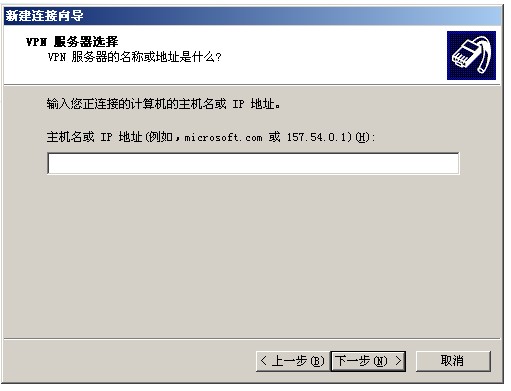 新建连接向导
VPN 服务器选择
VPN 服务器的名称或地址是什么?
输入您正连接的计算机的主机名或 IP 地址。
主机名或 IP 地址(例如，microsoft.com 或 157.54.0.1)(H):
< 上一步(B) 下一步(N) > 取消